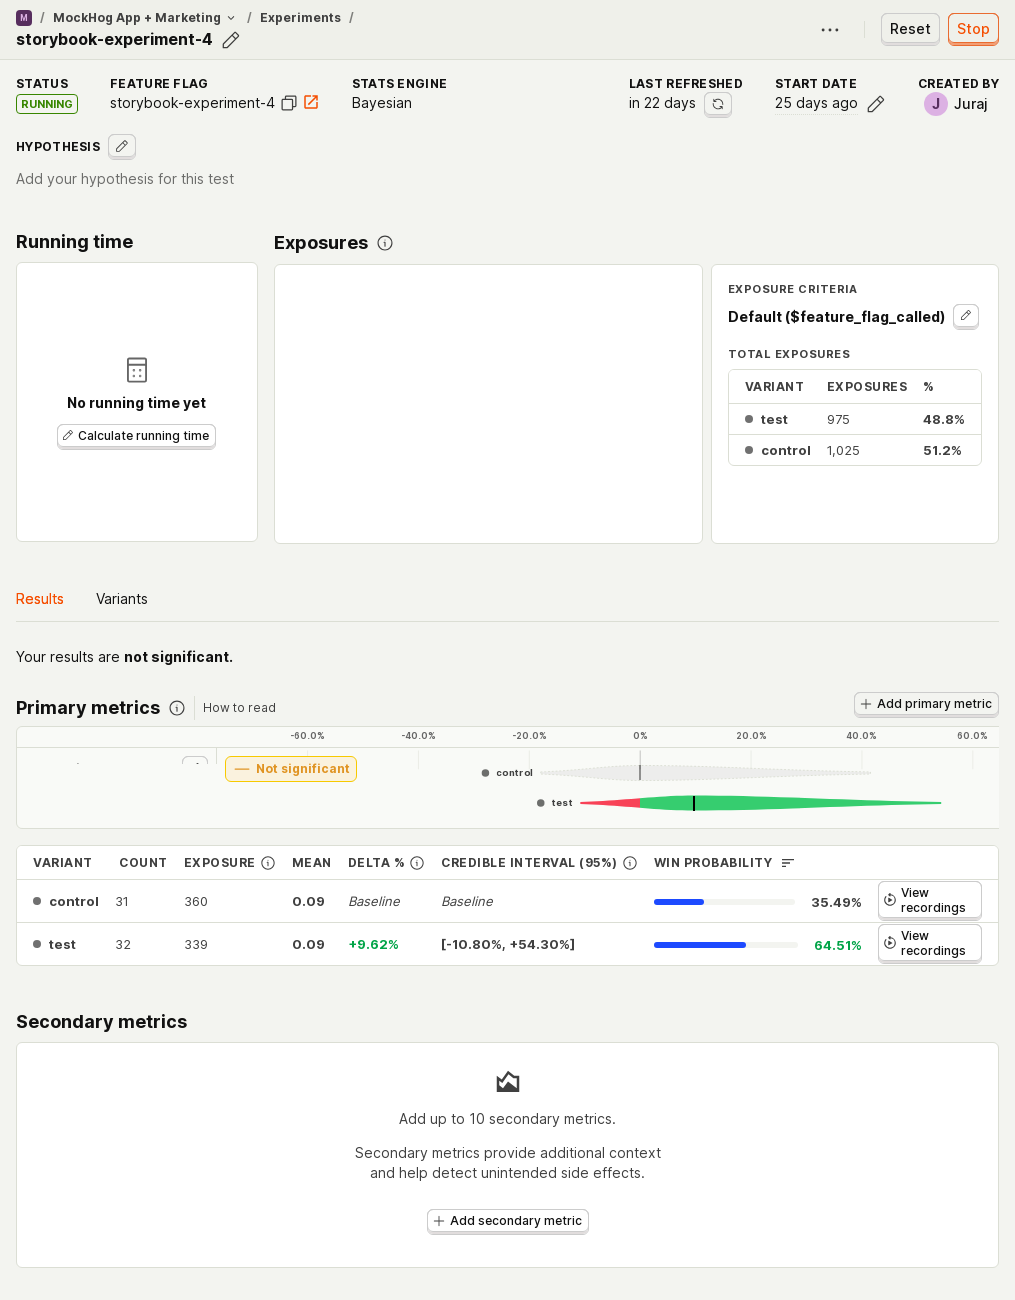 M / MockHog App + Marketing / Experiments /
storybook-experiment-4
Reset
Stop
STATUS
RUNNING
FEATURE FLAG
storybook-experiment-4
STATS ENGINE
Bayesian
LAST REFRESHED
in 22 days
START DATE
25 days ago
CREATED BY
J Juraj
HYPOTHESIS
Add your hypothesis for this test
Running time
No running time yet
Calculate running time
Exposures
EXPOSURE CRITERIA
Default ($feature_flag_called)
TOTAL EXPOSURES
VARIANT EXPOSURES %
test 975 48.8%
control 1,025 51.2%
Results Variants
Your results are not significant.
Primary metrics How to read
Add primary metric
-60.0% -40.0% -20.0% 0% 20.0% 40.0% 60.0%
Not significant
control
test
VARIANT COUNT EXPOSURE MEAN DELTA % CREDIBLE INTERVAL (95%) WIN PROBABILITY
control 31 360 0.09 Baseline Baseline 35.49% View
recordings
test 32 339 0.09 +9.62% [-10.80%, +54.30%] 64.51% View
recordings
Secondary metrics
Add up to 10 secondary metrics.
Secondary metrics provide additional context
and help detect unintended side effects.
Add secondary metric